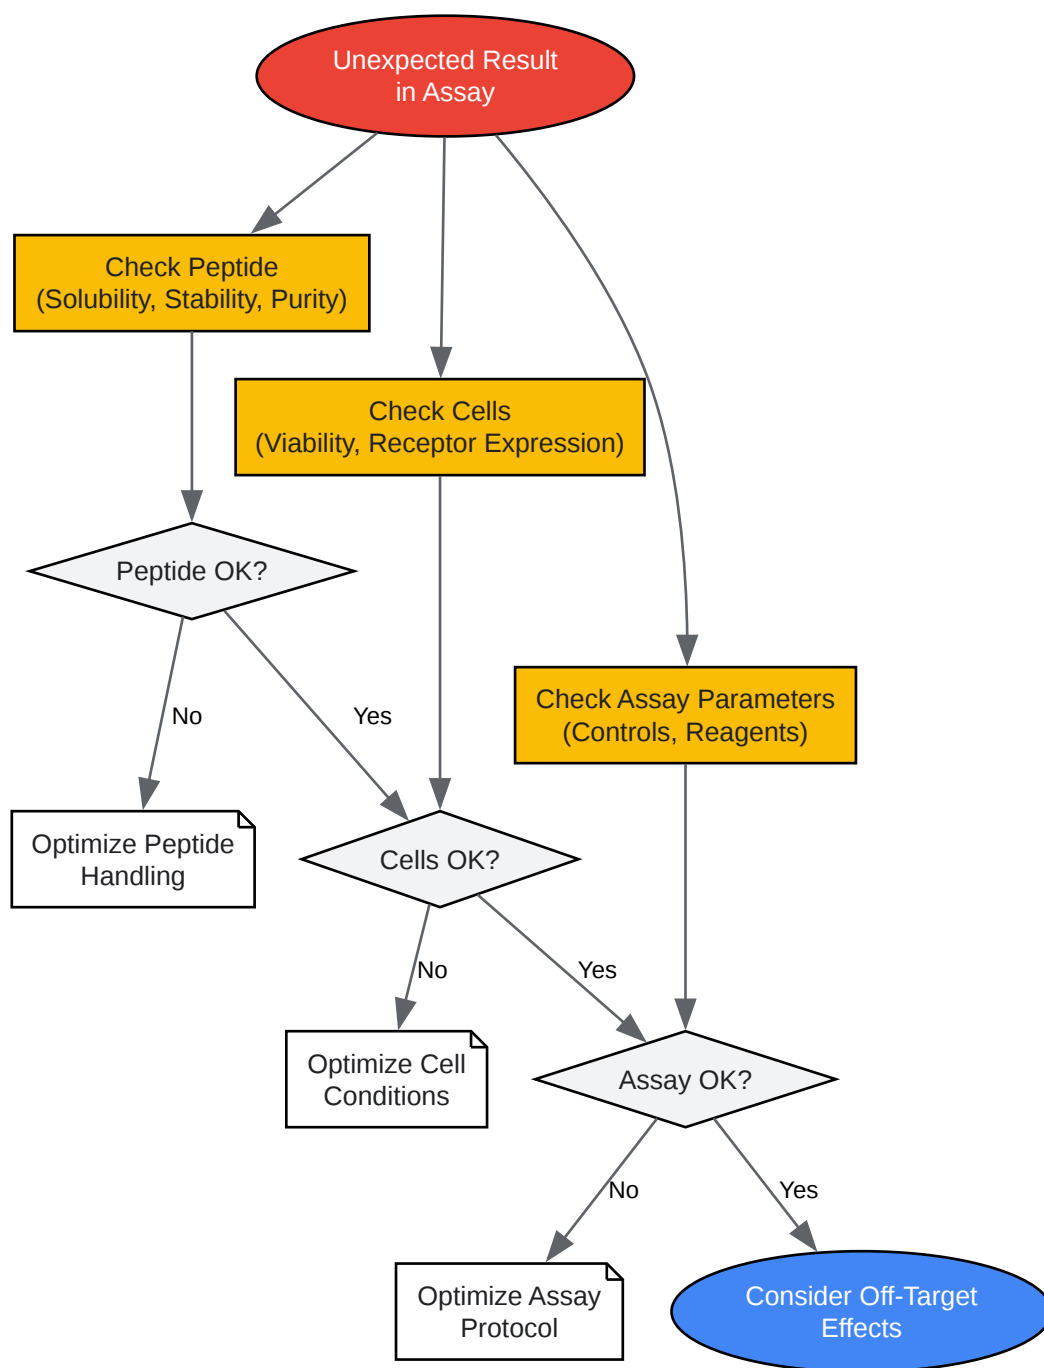 Unexpected Result
in Assay
Check Peptide
(Solubility, Stability, Purity)
Check Cells
(Viability, Receptor Expression)
Peptide OK?
Check Assay Parameters
(Controls, Reagents)
No
Yes
Optimize Peptide
Handling
Cells OK?
No
Yes
Optimize Cell
Conditions
Assay OK?
No
Yes
Optimize Assay
Protocol
Consider Off-Target
Effects